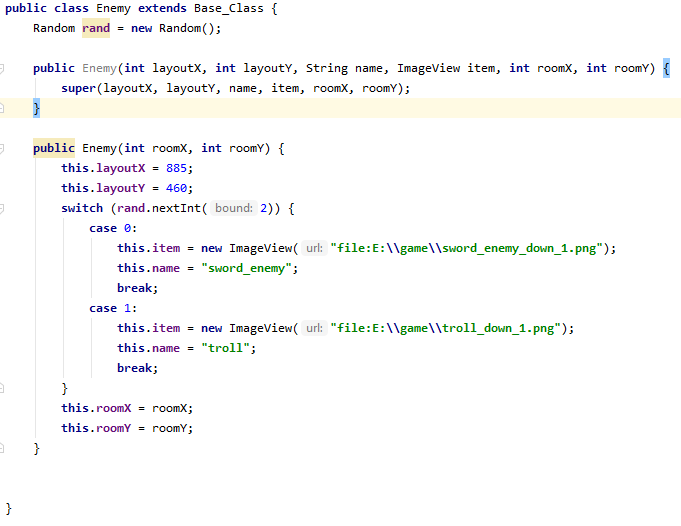 public class Enemy extends Base_Class {
    Random rand = new Random();
    public Enemy(int layoutX, int layoutY, String name, ImageView item, int roomX, int roomY) {
        super(layoutX, layoutY, name, item, roomX, roomY);
    }
    public Enemy(int roomX, int roomY) {
        this.layoutX = 885;
        this.layoutY = 460;
        switch (rand.nextInt( bound: 2)) {
            case 0:
                this.item = new ImageView( url: "file:E:\\game\\sword_enemy_down_1.png");
                this.name = "sword_enemy";
                break;
            case 1:
                this.item = new ImageView( url: "file:E:\\game\\troll_down_1.png");
                this.name = "troll";
                break;
        }
        this.roomX = roomX;
        this.roomY = roomY;
    }
}